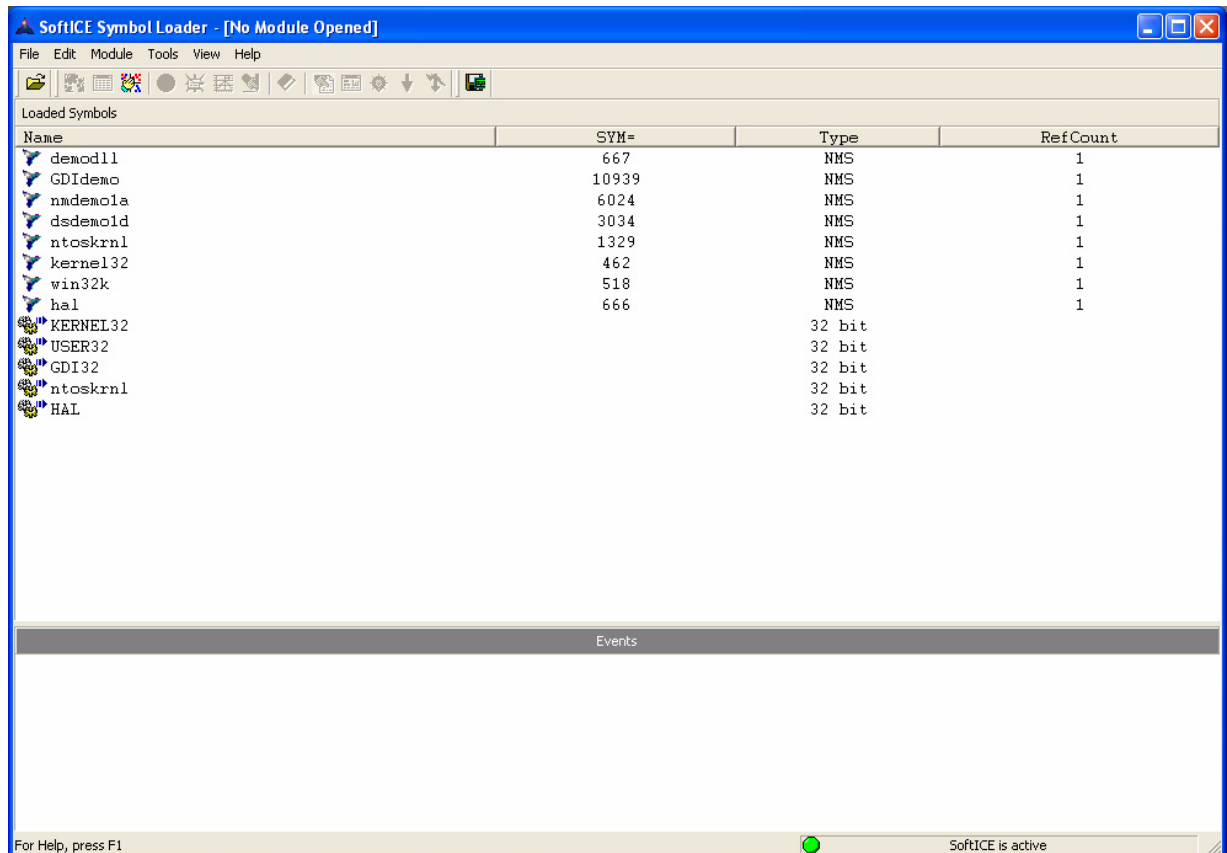 SoftICE Symbol Loader - [No Module Opened]
File Edit Module Tools View Help
Loaded Symbols
Name SYM= Type RefCount
demodll 667 NMS 1
GDIdemo 10939 NMS 1
nmdemo1a 6024 NMS 1
dsdemo1d 3034 NMS 1
ntoskrnl 1329 NMS 1
kernel32 462 NMS 1
win32k 518 NMS 1
hal 666 NMS 1
KERNEL32 32 bit
USER32 32 bit
GDI32 32 bit
ntoskrnl 32 bit
HAL 32 bit
Events
For Help, press F1 SoftICE is active